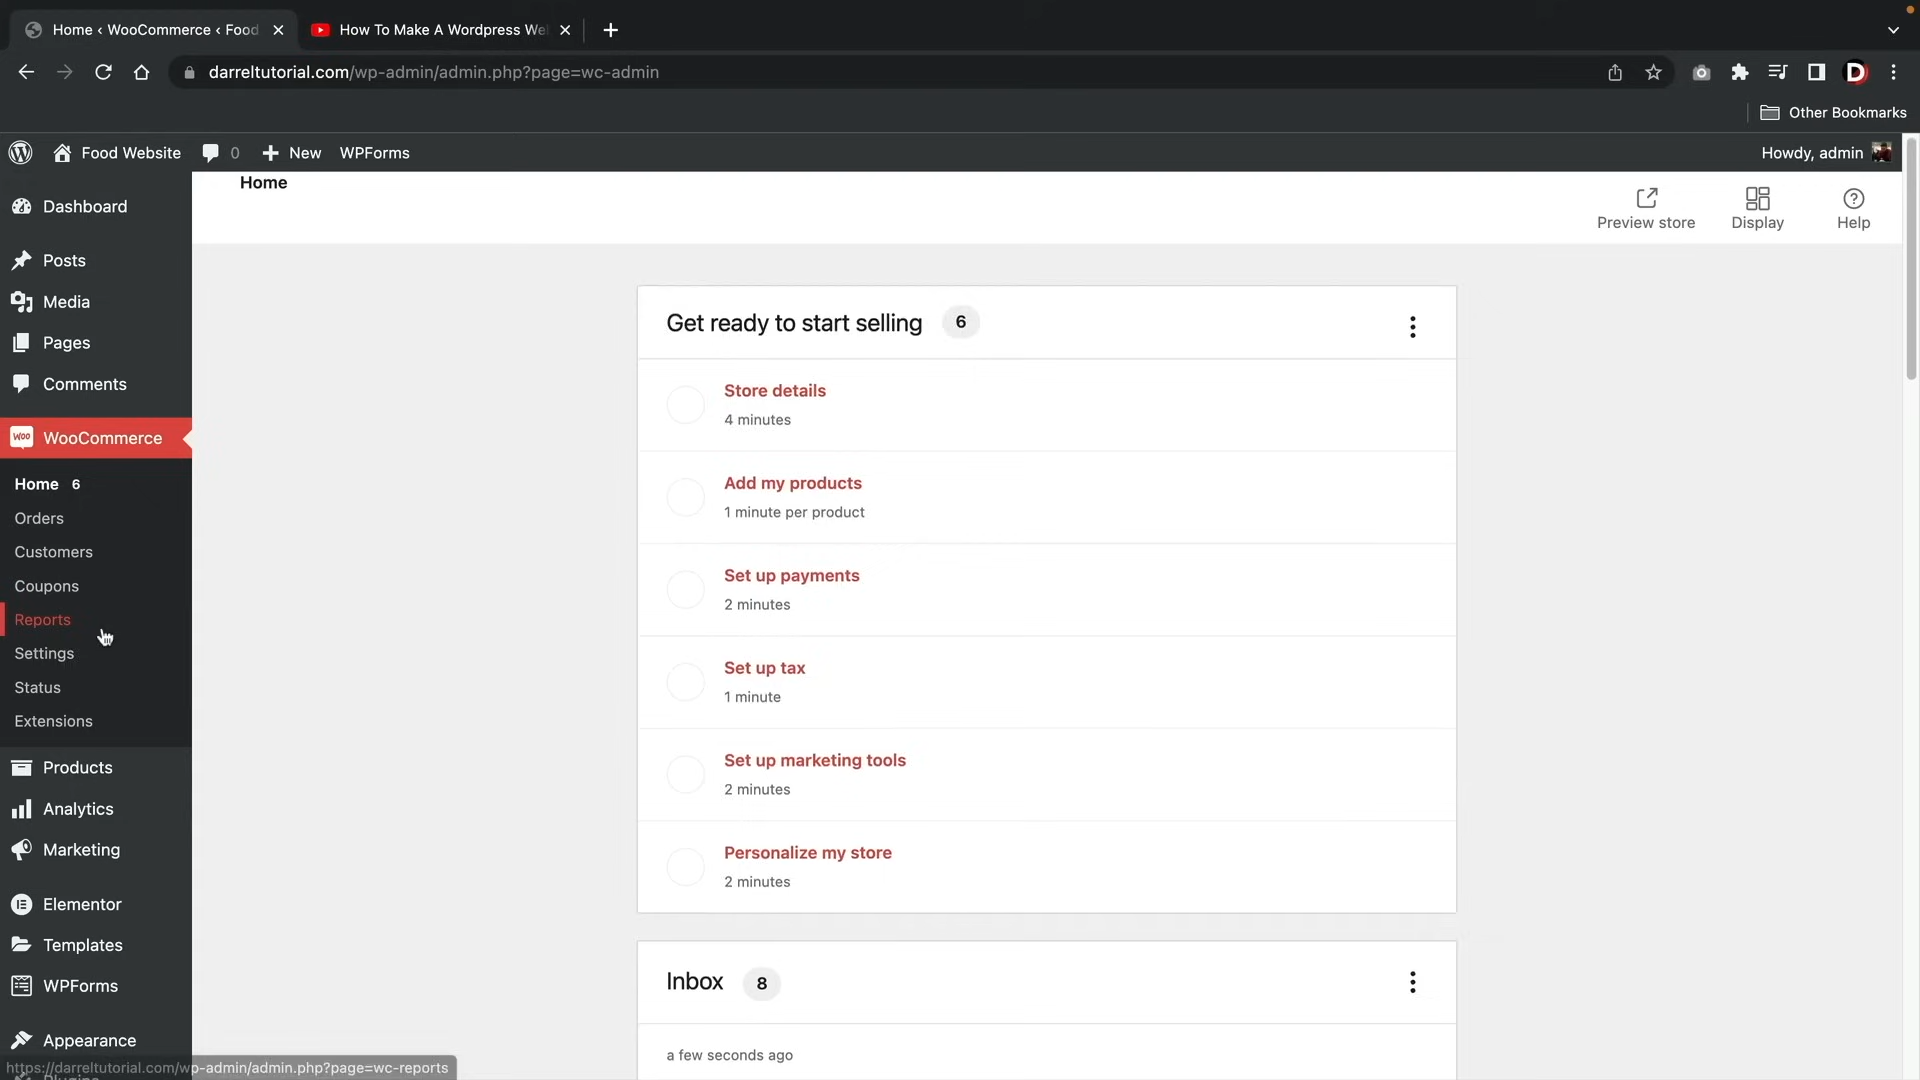 Home ‹ WooCommerce ‹ Food
How To Make A Wordpress We
darreltutorial.com/wp-admin/admin.php?page=wc-admin
D
Other Bookmarks
Food Website
0
New
WPForms
Howdy, admin
Home
Preview store
Display
Help
Dashboard
Posts
Media
Pages
Comments
woo
WooCommerce
Home 6
Orders
Customers
Coupons
Reports
Settings
Status
Extensions
Products
Analytics
Marketing
Elementor
Templates
WPForms
Appearance
Get ready to start selling 6
Store details
4 minutes
Add my products
1 minute per product
Set up payments
2 minutes
Set up tax
1 minute
Set up marketing tools
2 minutes
Personalize my store
2 minutes
Inbox 8
a few seconds ago
https://darreltutorial.com/wp-admin/admin.php?page=wc-reports